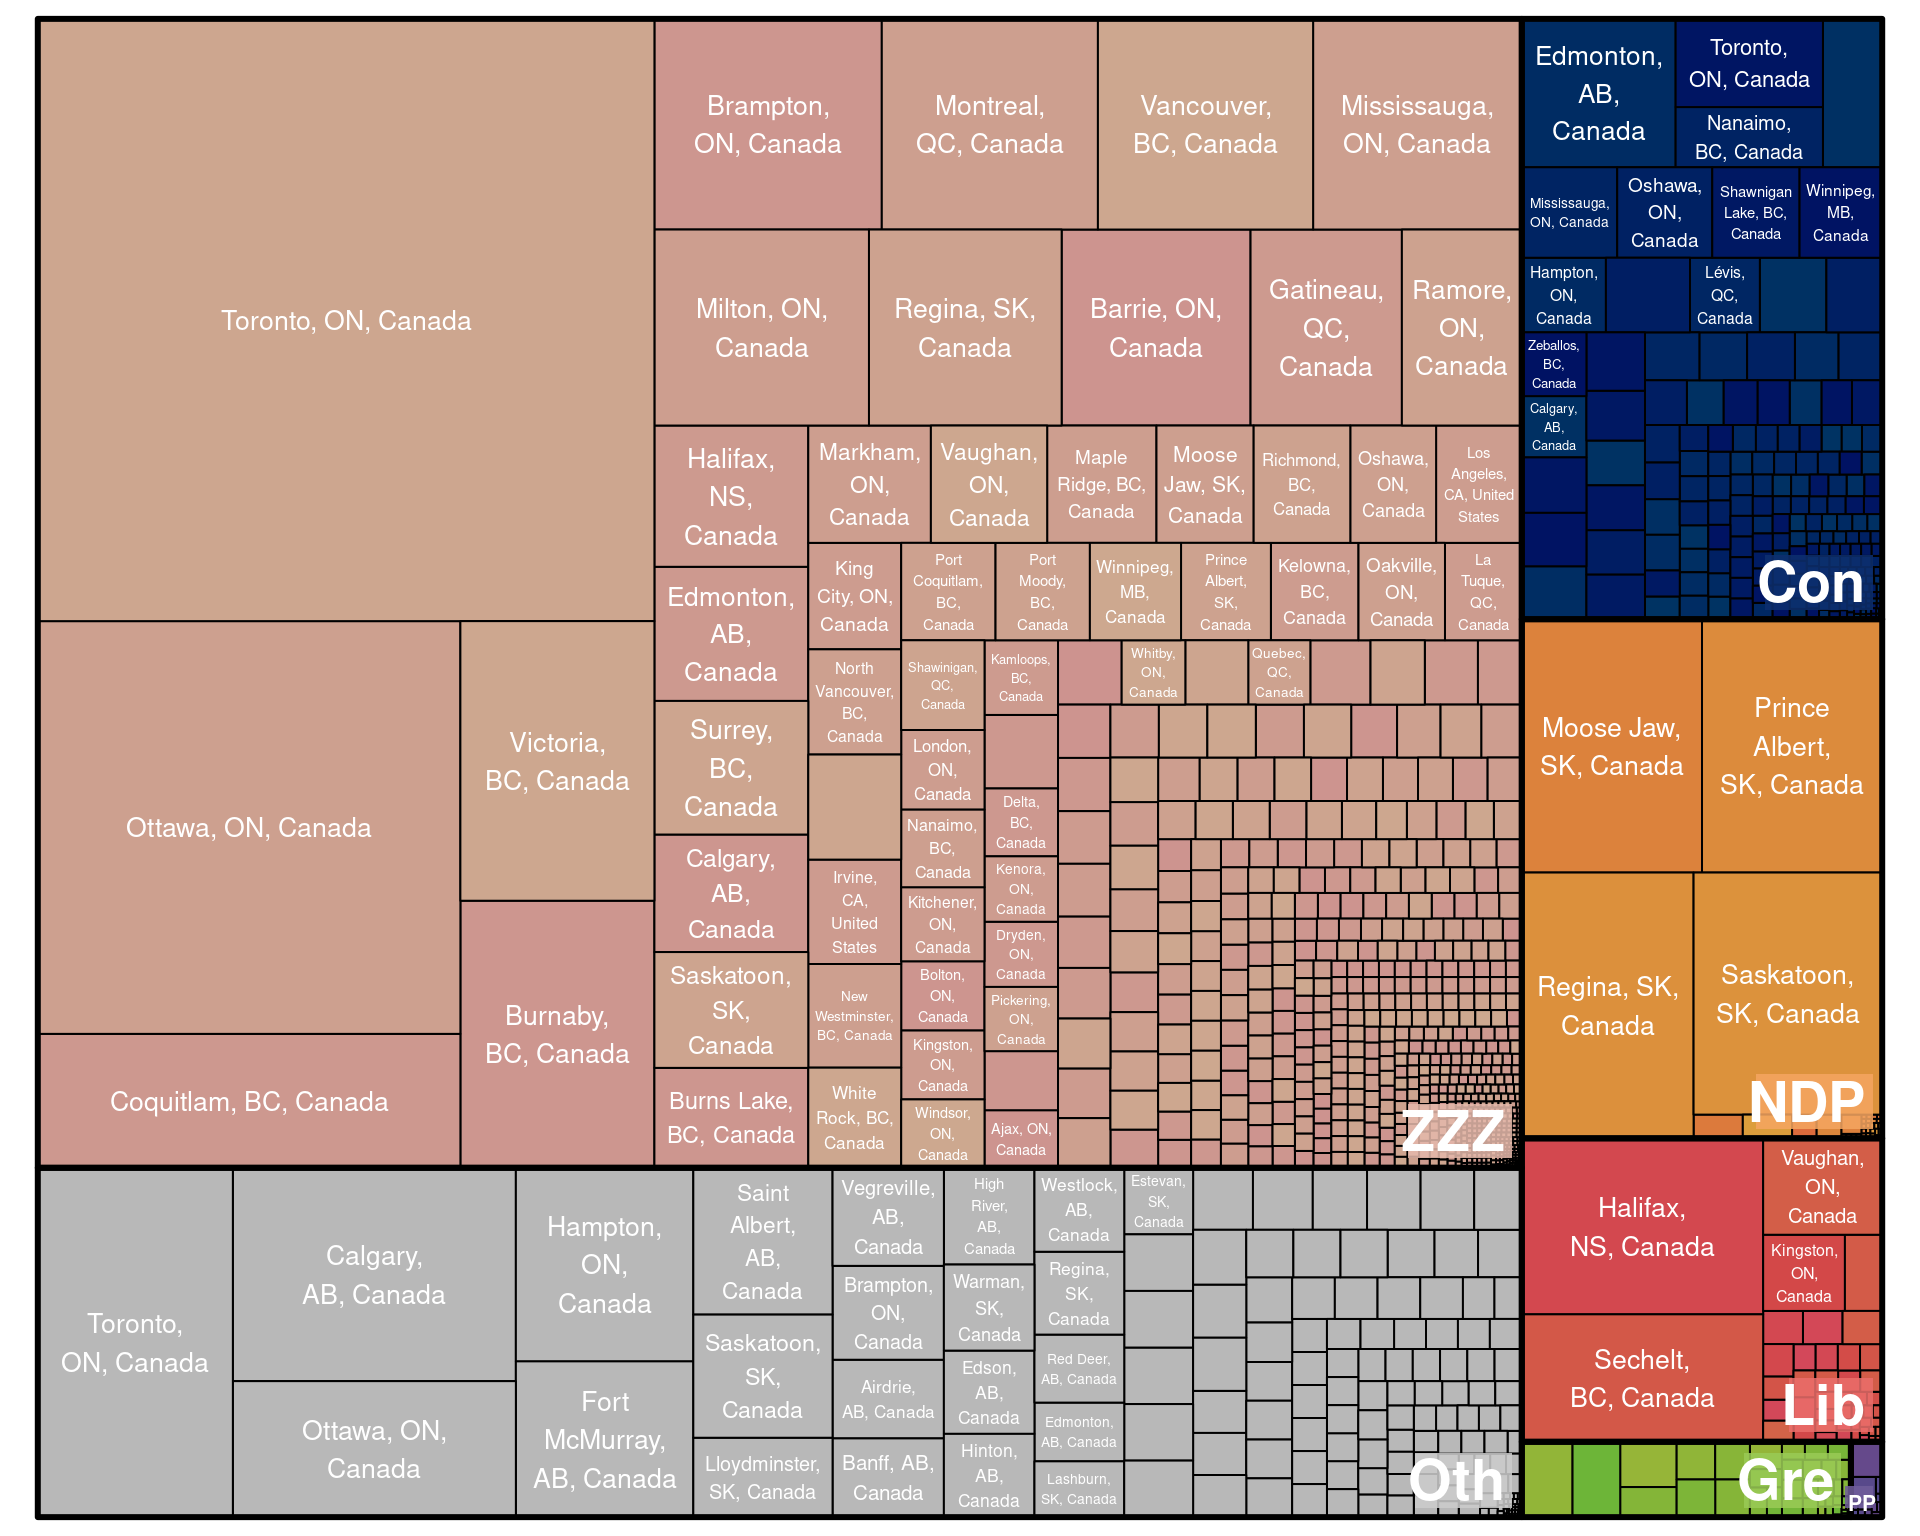 Toronto, ON, Canada
Ottawa, ON, Canada
Coquitlam, BC, Canada
Victoria,
BC, Canada
Burnaby,
BC, Canada
Brampton,
ON, Canada
Montreal,
QC, Canada
Vancouver,
BC, Canada
Mississauga,
ON, Canada
Milton, ON,
Canada
Regina, SK,
Canada
Barrie, ON,
Canada
Gatineau,
QC,
Canada
Ramore,
ON,
Canada
Halifax,
NS,
Canada
Edmonton,
AB,
Canada
Surrey,
BC,
Canada
Calgary,
AB,
Canada
Saskatoon,
SK,
Canada
Burns Lake,
BC, Canada
Markham,
ON,
Canada
Vaughan,
ON,
Canada
Maple
Ridge, BC,
Canada
Moose
Jaw, SK,
Canada
Richmond,
BC,
Canada
Oshawa,
ON,
Canada
Los
Angeles,
CA, United
States
King
City, ON,
Canada
North
Vancouver,
BC,
Canada
Irvine,
CA,
United
States
New
Westminster,
BC, Canada
White
Rock, BC,
Canada
Port
Coquitlam,
BC,
Canada
Port
Moody,
BC,
Canada
Winnipeg,
MB,
Canada
Prince
Albert,
SK,
Canada
Kelowna,
BC,
Canada
Oakville,
ON,
Canada
La
Tuque,
QC,
Canada
Shawinigan,
QC,
Canada
London,
ON,
Canada
Nanaimo,
BC,
Canada
Kitchener,
ON,
Canada
Bolton,
ON,
Canada
Kingston,
ON,
Canada
Windsor,
ON,
Canada
Kamloops,
BC,
Canada
Delta,
BC,
Canada
Kenora,
ON,
Canada
Dryden,
ON,
Canada
Pickering,
ON,
Canada
Ajax, ON,
Canada
Whitby,
ON,
Canada
Quebec,
QC,
Canada
ZZZ
Edmonton,
AB,
Canada
Toronto,
ON, Canada
Nanaimo,
BC, Canada
Mississauga,
ON, Canada
Oshawa,
ON,
Canada
Shawnigan
Lake, BC,
Canada
Winnipeg,
MB,
Canada
Hampton,
ON,
Canada
Lévis,
QC,
Canada
Zeballos,
BC,
Canada
Calgary,
AB,
Canada
Con
Moose Jaw,
SK, Canada
Prince
Albert,
SK, Canada
Regina, SK,
Canada
Saskatoon,
SK, Canada
NDP
Halifax,
NS, Canada
Sechelt,
BC, Canada
Vaughan,
ON,
Canada
Kingston,
ON,
Canada
Lib
Toronto,
ON, Canada
Calgary,
AB, Canada
Ottawa, ON,
Canada
Hampton,
ON,
Canada
Fort
McMurray,
AB, Canada
Saint
Albert,
AB,
Canada
Saskatoon,
SK,
Canada
Lloydminster,
SK, Canada
Vegreville,
AB,
Canada
Brampton,
ON,
Canada
Airdrie,
AB, Canada
Banff, AB,
Canada
High
River,
AB,
Canada
Warman,
SK,
Canada
Edson,
AB,
Canada
Hinton,
AB,
Canada
Westlock,
AB,
Canada
Regina,
SK,
Canada
Red Deer,
AB, Canada
Edmonton,
AB, Canada
Lashburn,
SK, Canada
Estevan,
SK,
Canada
Oth
Gre
PP